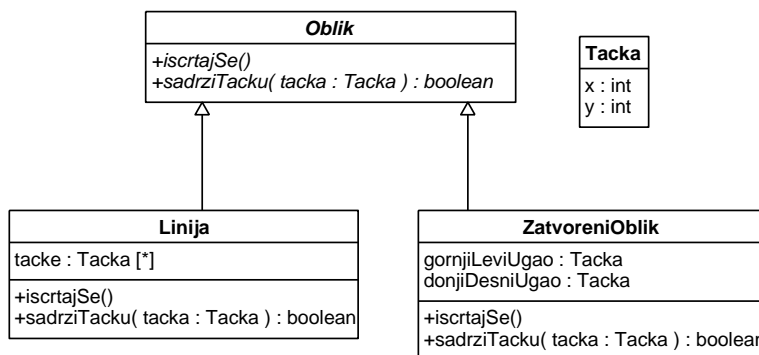 Oblik
+iscrtajSe()
+sadrziTacku( tacka : Tacka ) : boolean
Tacka
x : int
y : int
Linija
tacke : Tacka [*]
+iscrtajSe()
+sadrziTacku( tacka : Tacka ) : boolean
ZatvoreniOblik
gornjiLeviUgao : Tacka
donjiDesniUgao : Tacka
+iscrtajSe()
+sadrziTacku( tacka : Tacka ) : boolean